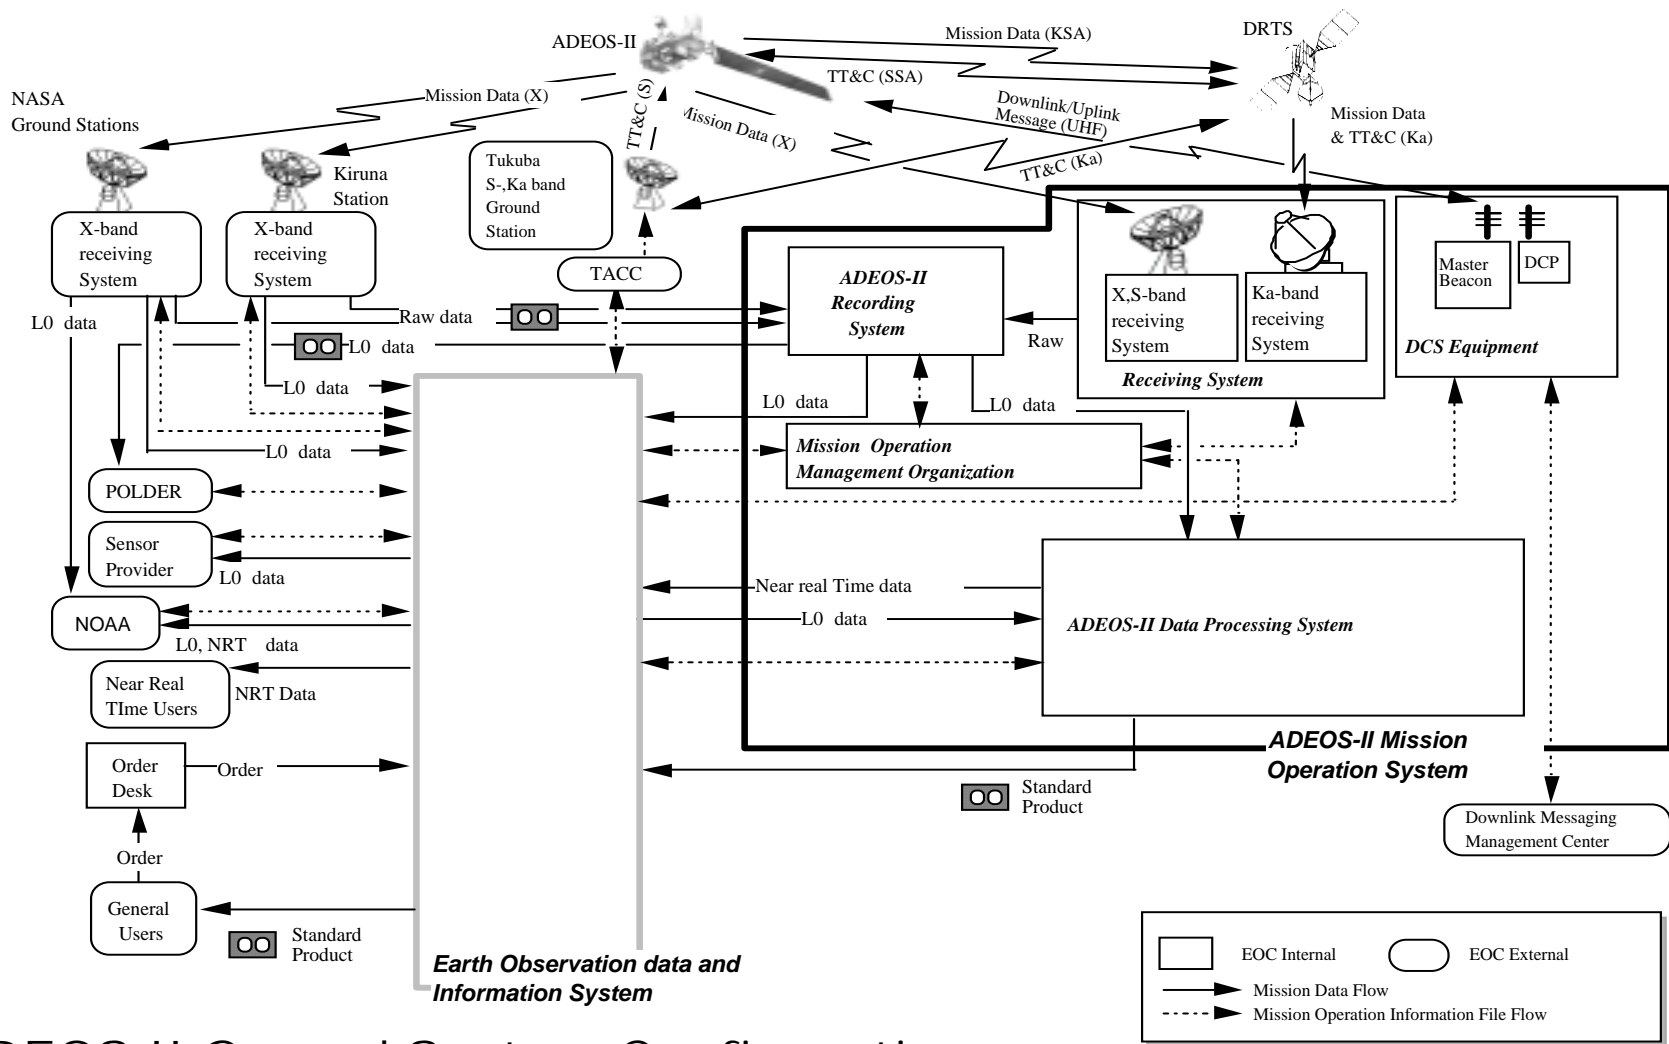 ADEOS-II
Mission Data (KSA)
DRTS
TT&C (SSA)
NASA
Ground Stations
Mission Data (X)
TT&C (S)
Mission Data (X)
Downlink/Uplink
Message (UHF)
Mission Data
& TT&C (Ka)
TT&C (Ka)
Kiruna
Station
Tukuba
S-,Ka band
Ground
Station
X-band
receiving
System
X-band
receiving
System
TACC
ADEOS-II
Recording
System
X,S-band
receiving
System
Ka-band
receiving
System
Receiving System
Master
Beacon
DCP
DCS Equipment
L0 data
Raw data
L0 data
Raw
L0 data
L0 data
L0 data
L0 data
Mission Operation
Management Organization
POLDER
Sensor
Provider
L0 data
NOAA
L0, NRT data
Near real Time data
L0 data
ADEOS-II Data Processing System
Near Real
TIme Users
NRT Data
Order
Desk
Order
ADEOS-II Mission
Operation System
Standard
Product
Downlink Messaging
Management Center
Order
General
Users
Standard
Product
Earth Observation data and
Information System
EOC Internal
EOC External
Mission Data Flow
Mission Operation Information File Flow